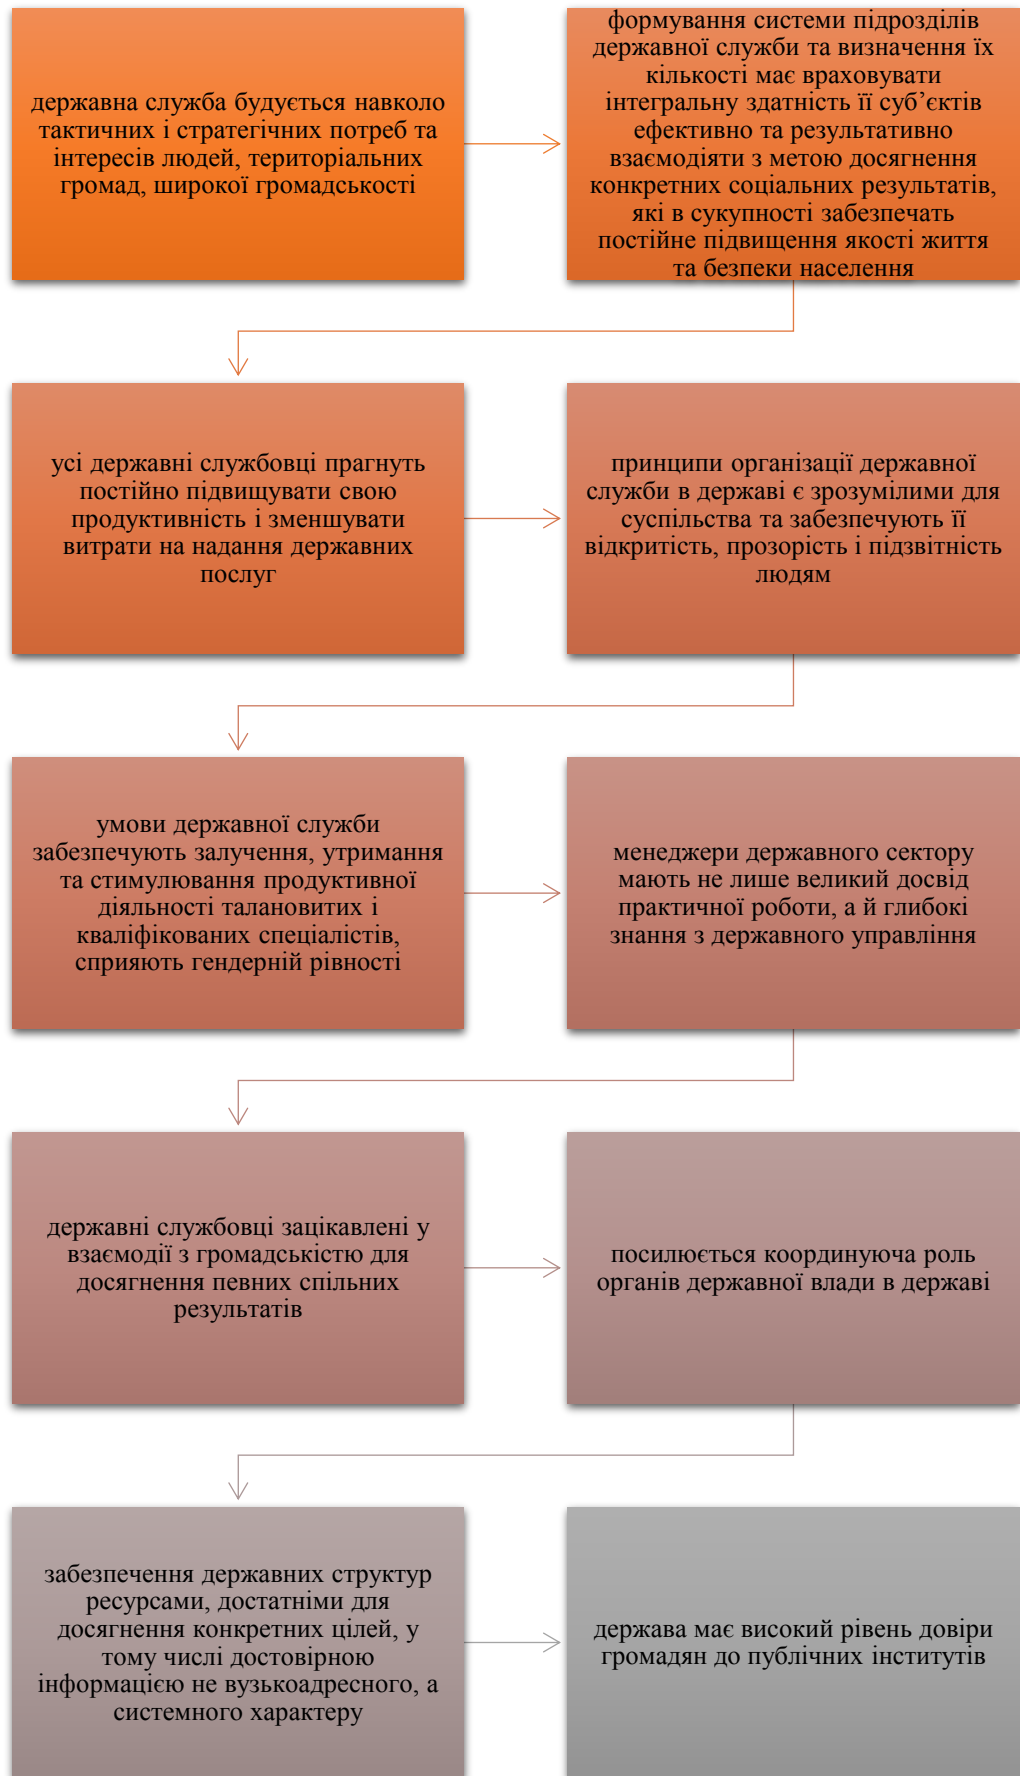 державна служба будується навколо
тактичних і стратегічних потреб та
інтересів людей, територіальних
громад, широкої громадськості
формування системи підрозділів
державної служби та визначення їх
кількості має враховувати
інтегральну здатність її суб’єктів
ефективно та результативно
взаємодіяти з метою досягнення
конкретних соціальних результатів,
які в сукупності забезпечать
постійне підвищення якості життя
та безпеки населення
усі державні службовці прагнуть
постійно підвищувати свою
продуктивність і зменшувати
витрати на надання державних
послуг
принципи організації державної
служби в державі є зрозумілими для
суспільства та забезпечують її
відкритість, прозорість і підзвітність
людям
умови державної служби
забезпечують залучення, утримання
та стимулювання продуктивної
діяльності талановитих і
кваліфікованих спеціалістів,
сприяють гендерній рівності
менеджери державного сектору
мають не лише великий досвід
практичної роботи, а й глибокі
знання з державного управління
державні службовці зацікавлені у
взаємодії з громадськістю для
досягнення певних спільних
результатів
посилюється координуюча роль
органів державної влади в державі
забезпечення державних структур
ресурсами, достатніми для
досягнення конкретних цілей, у
тому числі достовірною
інформацією не вузькоадресного, а
системного характеру
держава має високий рівень довіри
громадян до публічних інститутів